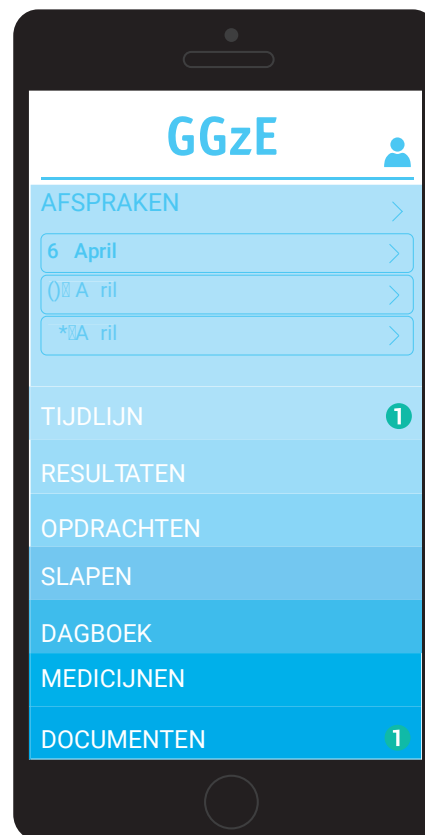 GGzE
AFSPRAKEN
6 April
TIJDLIJN 1
RESULTATEN
OPDRACHTEN
SLAPEN
DAGBOEK
MEDICIJNEN
DOCUMENTEN 1